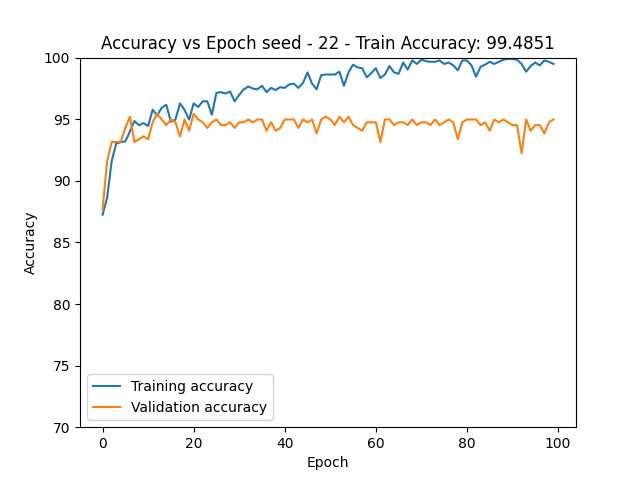 Accuracy vs Epoch seed - 22 - Train Accuracy: 99.4851
100
95
90
85
80
75
70
Accuracy
Training accuracy
Validation accuracy
0 20 40 60 80 100
Epoch